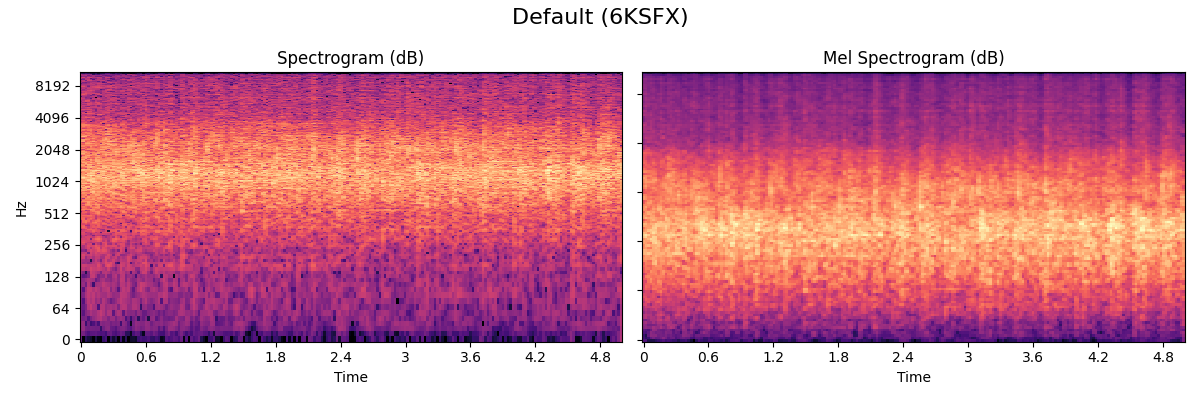 Default (6KSFX)
Spectrogram (dB)
Mel Spectrogram (dB)
8192
4096
2048
1024
512
256
128
64
0
Hz
0 0.6 1.2 1.8 2.4 3 3.6 4.2 4.8
0 0.6 1.2 1.8 2.4 3 3.6 4.2 4.8
Time
Time